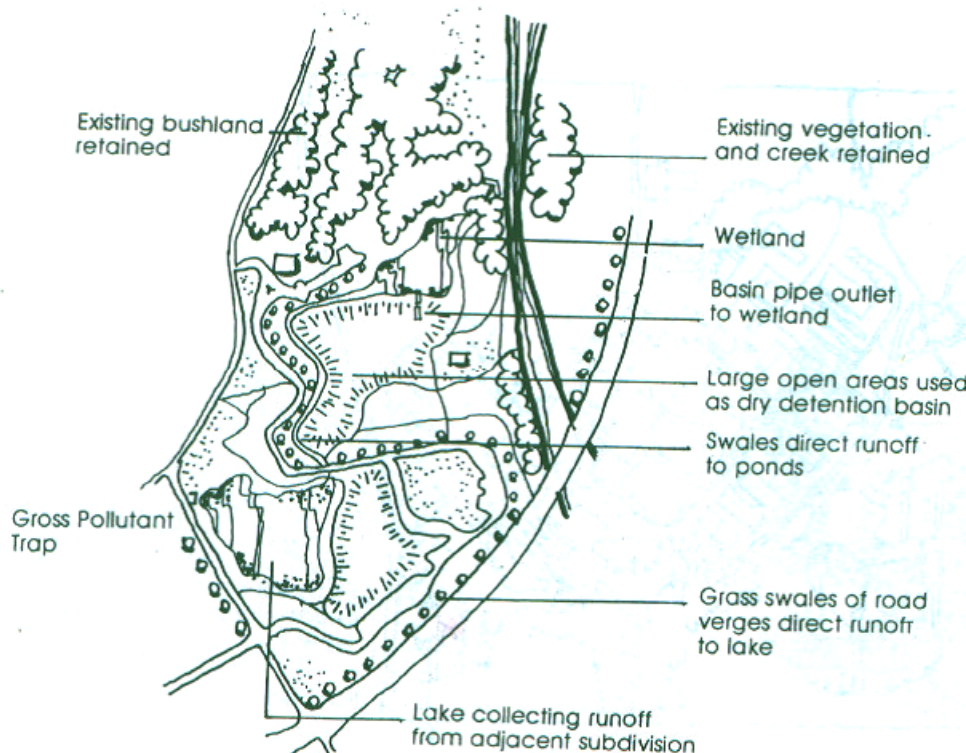 Existing bushland
retained
Existing vegetation
and creek retained
Wetland
Basin pipe outlet
to wetland
Large open areas used
as dry detention basin
Swales direct runoff
to ponds
Gross Pollutant
Trap
Grass swales of road
verges direct runoff
to lake
Lake collecting runoff
from adjacent subdivision